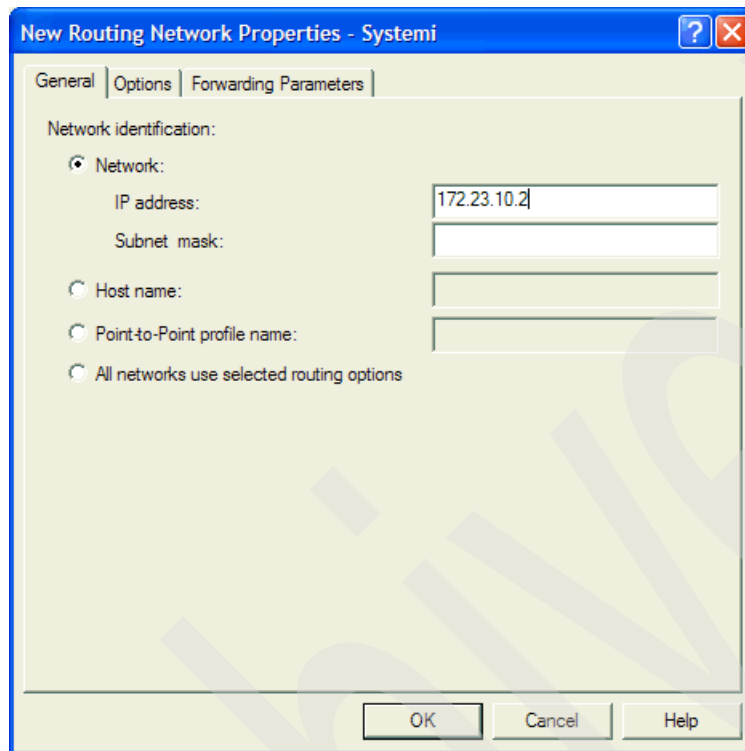 New Routing Network Properties - Systemi
General Options Forwarding Parameters
Network identification:
Network:
IP address: 172.23.10.2
Subnet mask:
Host name:
Point-to-Point profile name:
All networks use selected routing options
OK Cancel Help